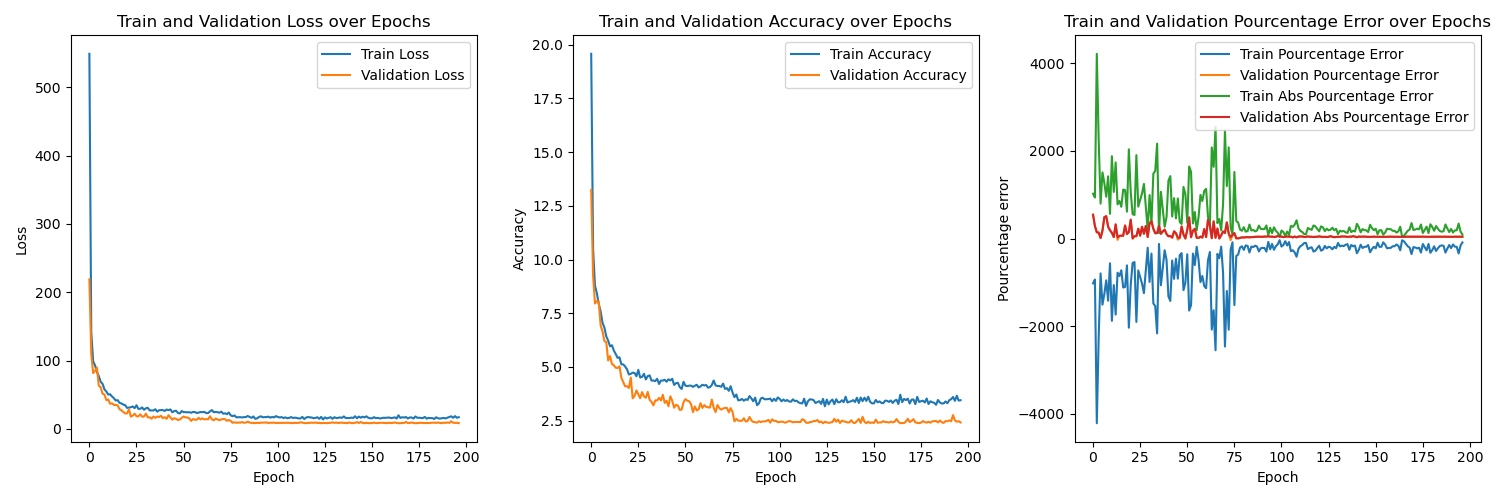 Train and Validation Loss over Epochs
Train Loss
Validation Loss
500
400
300
200
100
0
Loss
0 25 50 75 100 125 150 175 200
Epoch
Train and Validation Accuracy over Epochs
Train Accuracy
Validation Accuracy
20.0
17.5
15.0
12.5
10.0
7.5
5.0
2.5
Accuracy
0 25 50 75 100 125 150 175 200
Epoch
Train and Validation Pourcentage Error over Epochs
Train Pourcentage Error
Validation Pourcentage Error
Train Abs Pourcentage Error
Validation Abs Pourcentage Error
4000
2000
0
−2000
−4000
Pourcentage error
0 25 50 75 100 125 150 175 200
Epoch